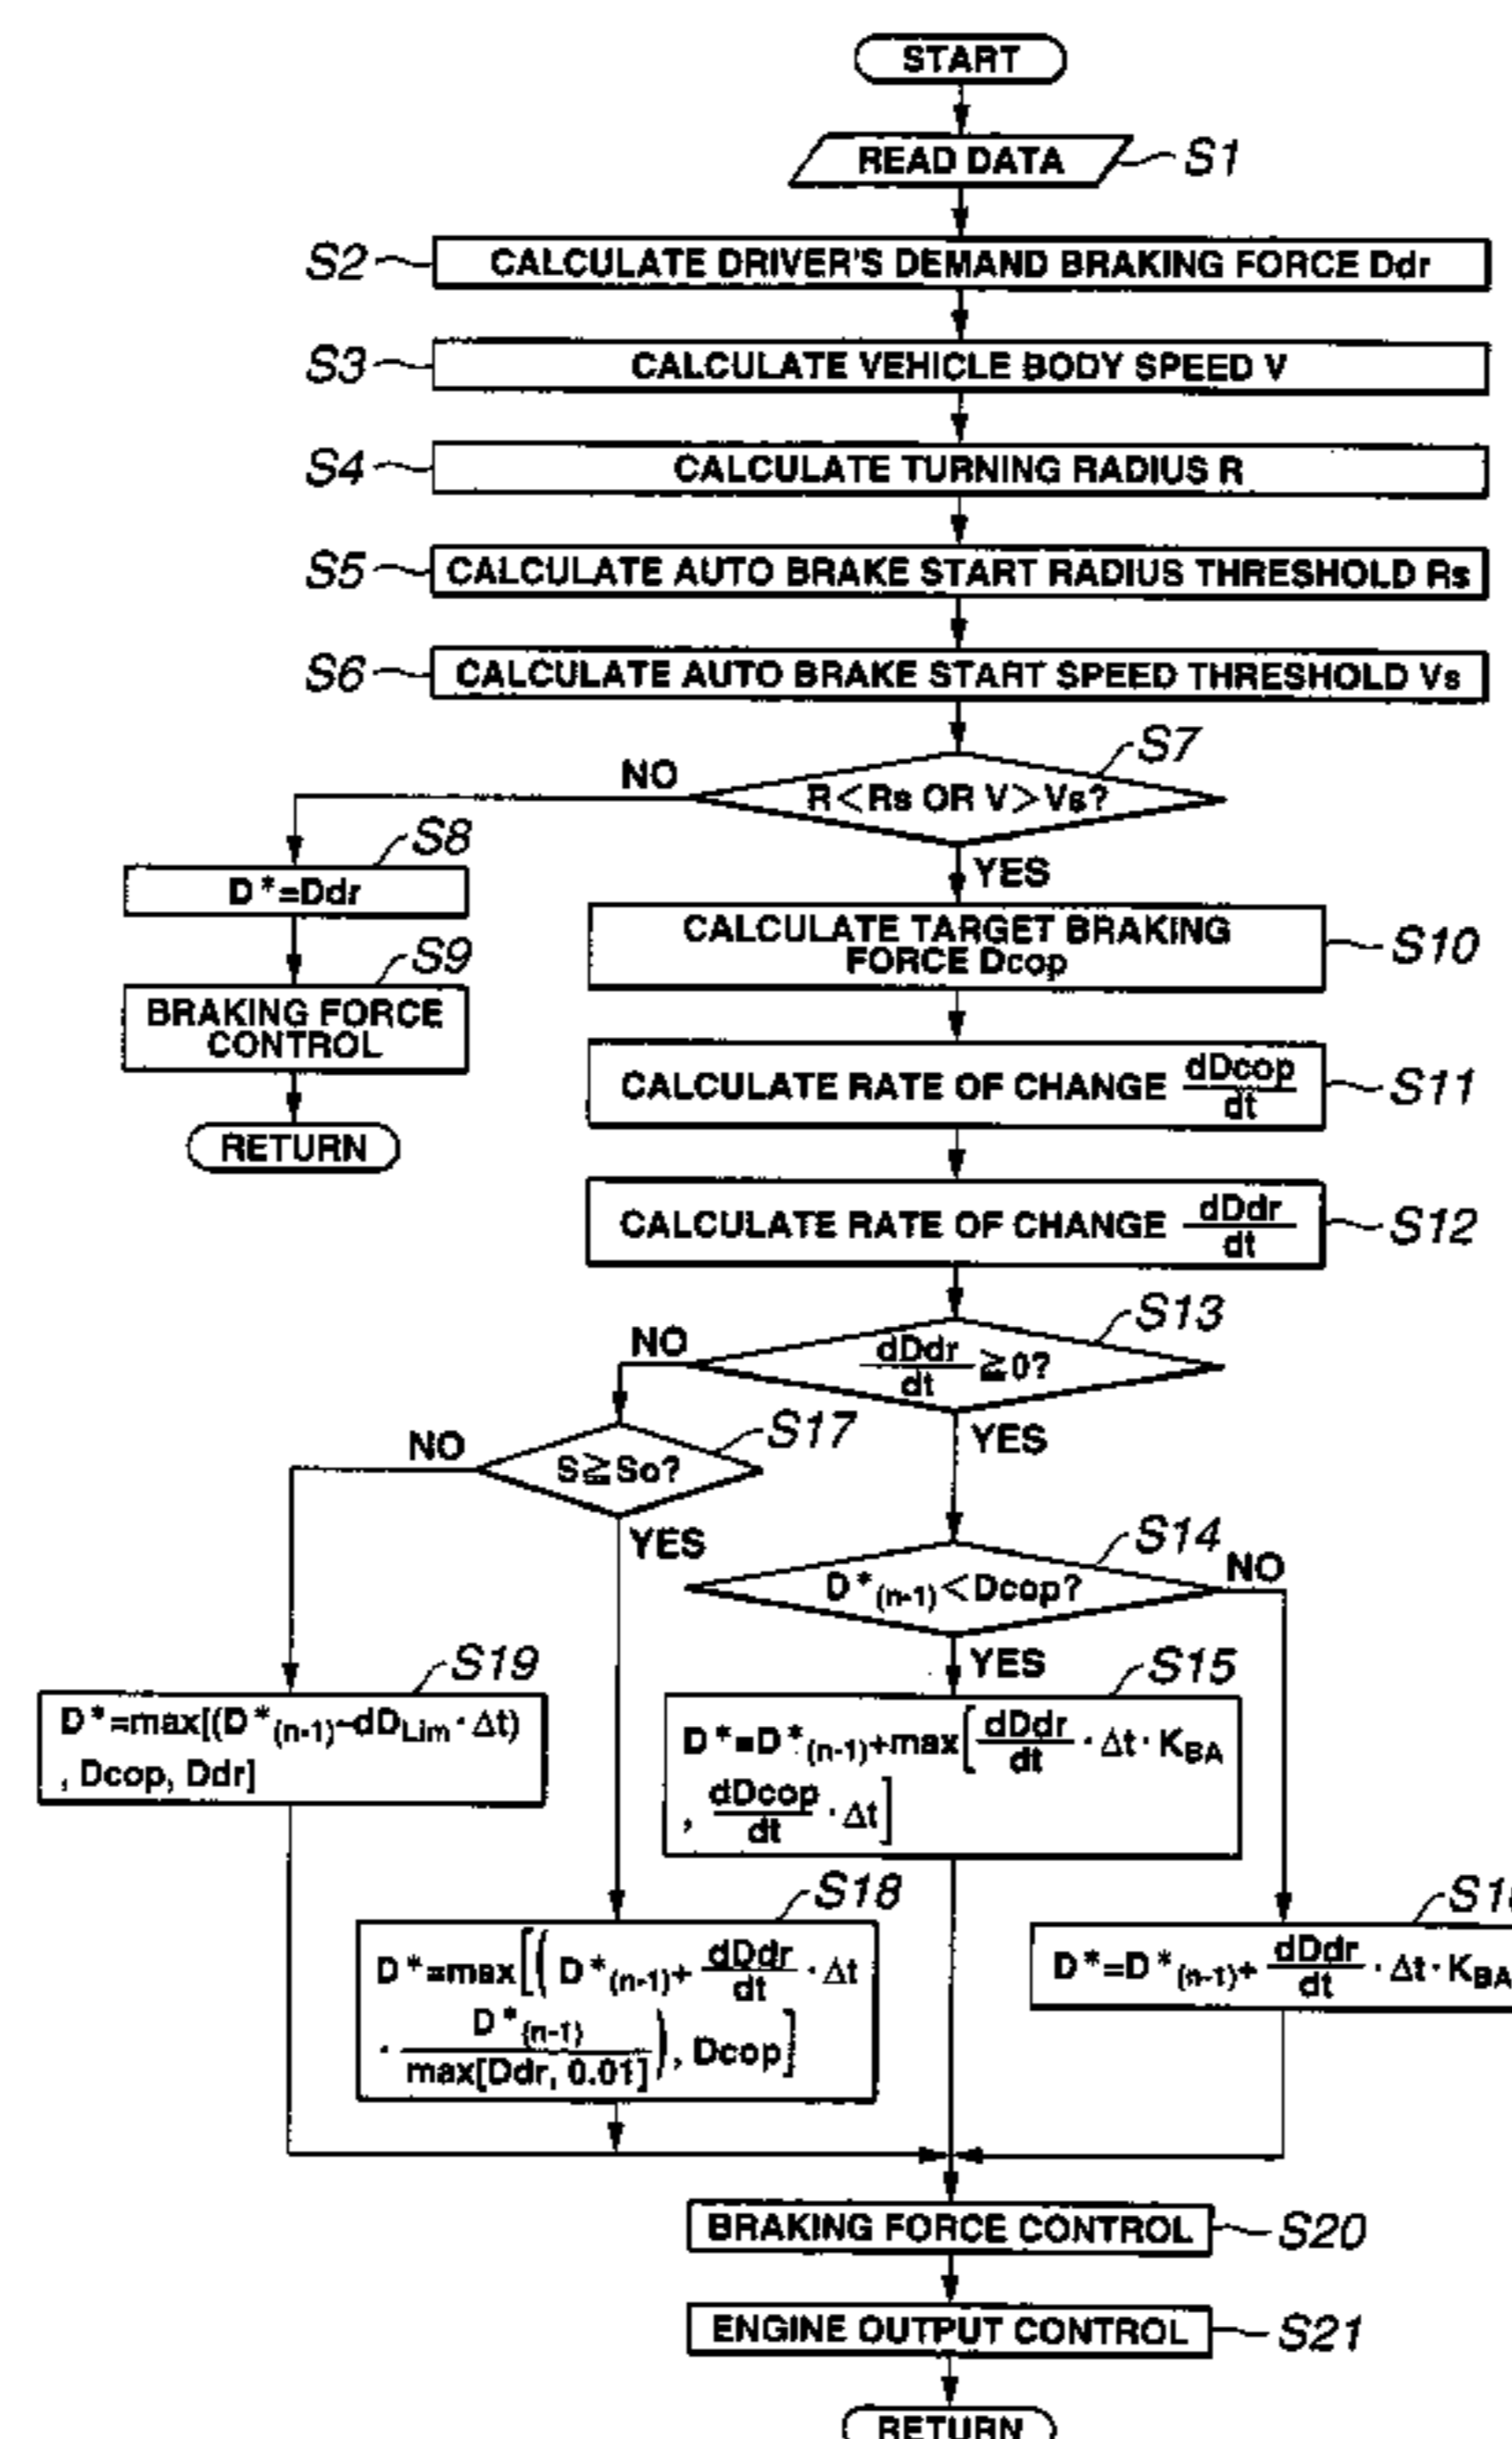 START
READ DATA
S1
S2
CALCULATE DRIVER'S DEMAND BRAKING FORCE Ddr
S3
CALCULATE VEHICLE BODY SPEED V
S4
CALCULATE TURNING RADIUS R
S5
CALCULATE AUTO BRAKE START RADIUS THRESHOLD Rs
S6
CALCULATE AUTO BRAKE START SPEED THRESHOLD Vs
S7
NO
R<Rs OR V>Vs?
YES
S8
D*=Ddr
S9
BRAKING FORCE
CONTROL
RETURN
CALCULATE TARGET BRAKING
FORCE Dcop
S10
CALCULATE RATE OF CHANGE dDcop/dt
S11
CALCULATE RATE OF CHANGE dDdr/dt
S12
S13
NO
dDdr/dt ≧0?
YES
S17
NO
S≧So?
YES
S14
D*(n-1)<Dcop?
NO
YES
S19
D*=max[(D*(n-1)-dDLim·Δt)
, Dcop, Ddr]
S15
D*=D*(n-1)+max[dDdr/dt·Δt·KBA
, dDcop/dt·Δt]
S18
D*=max[(D*(n-1)+dDdr/dt·Δt
·D*(n-1)/max[Ddr, 0.01]), Dcop]
D*=D*(n-1)+dDdr/dt·Δt·KBA
BRAKING FORCE CONTROL
S20
ENGINE OUTPUT CONTROL
S21
RETURN